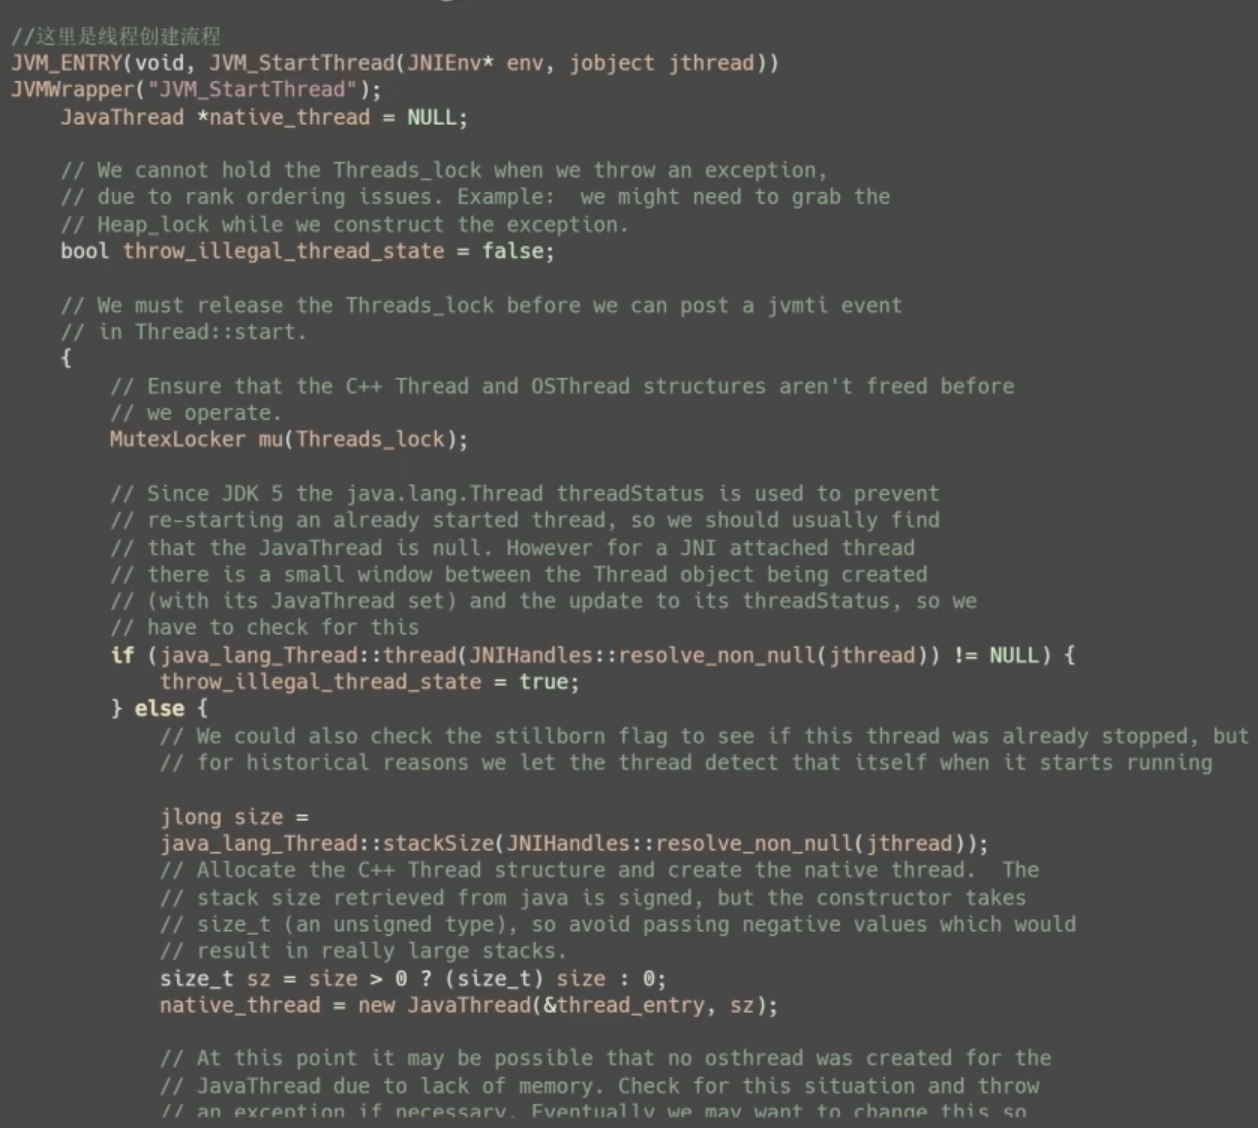 //这里是线程创建流程
JVM_ENTRY(void, JVM_StartThread(JNIEnv* env, jobject jthread))
JVMWrapper("JVM_StartThread");
    JavaThread *native_thread = NULL;

    // We cannot hold the Threads_lock when we throw an exception,
    // due to rank ordering issues. Example:  we might need to grab the
    // Heap_lock while we construct the exception.
    bool throw_illegal_thread_state = false;

    // We must release the Threads_lock before we can post a jvmti event
    // in Thread::start.
    {
        // Ensure that the C++ Thread and OSThread structures aren't freed before
        // we operate.
        MutexLocker mu(Threads_lock);

        // Since JDK 5 the java.lang.Thread threadStatus is used to prevent
        // re-starting an already started thread, so we should usually find
        // that the JavaThread is null. However for a JNI attached thread
        // there is a small window between the Thread object being created
        // (with its JavaThread set) and the update to its threadStatus, so we
        // have to check for this
        if (java_lang_Thread::thread(JNIHandles::resolve_non_null(jthread)) != NULL) {
            throw_illegal_thread_state = true;
        } else {
            // We could also check the stillborn flag to see if this thread was already stopped, but
            // for historical reasons we let the thread detect that itself when it starts running

            jlong size =
            java_lang_Thread::stackSize(JNIHandles::resolve_non_null(jthread));
            // Allocate the C++ Thread structure and create the native thread.  The
            // stack size retrieved from java is signed, but the constructor takes
            // size_t (an unsigned type), so avoid passing negative values which would
            // result in really large stacks.
            size_t sz = size > 0 ? (size_t) size : 0;
            native_thread = new JavaThread(&thread_entry, sz);

            // At this point it may be possible that no osthread was created for the
            // JavaThread due to lack of memory. Check for this situation and throw
            // an exception if necessary. Eventually we may want to change this so